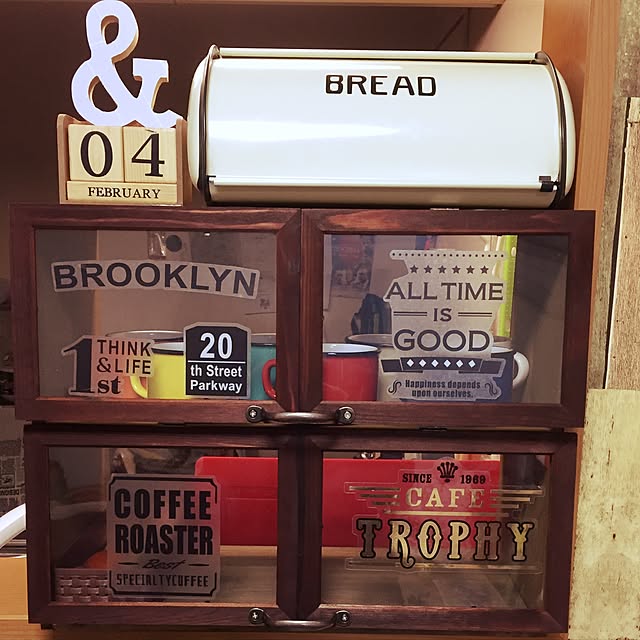 &
BREAD
04
FEBRUARY
BROOKLYN
1st
THINK
&LIFE
20
th Street
Parkway
ALL TIME
IS
GOOD
Happiness depends
upon ourselves.
COFFEE
ROASTER
Best
SPECIALTYCOFFEE
SINCE 1969
CAFE
TROPHY